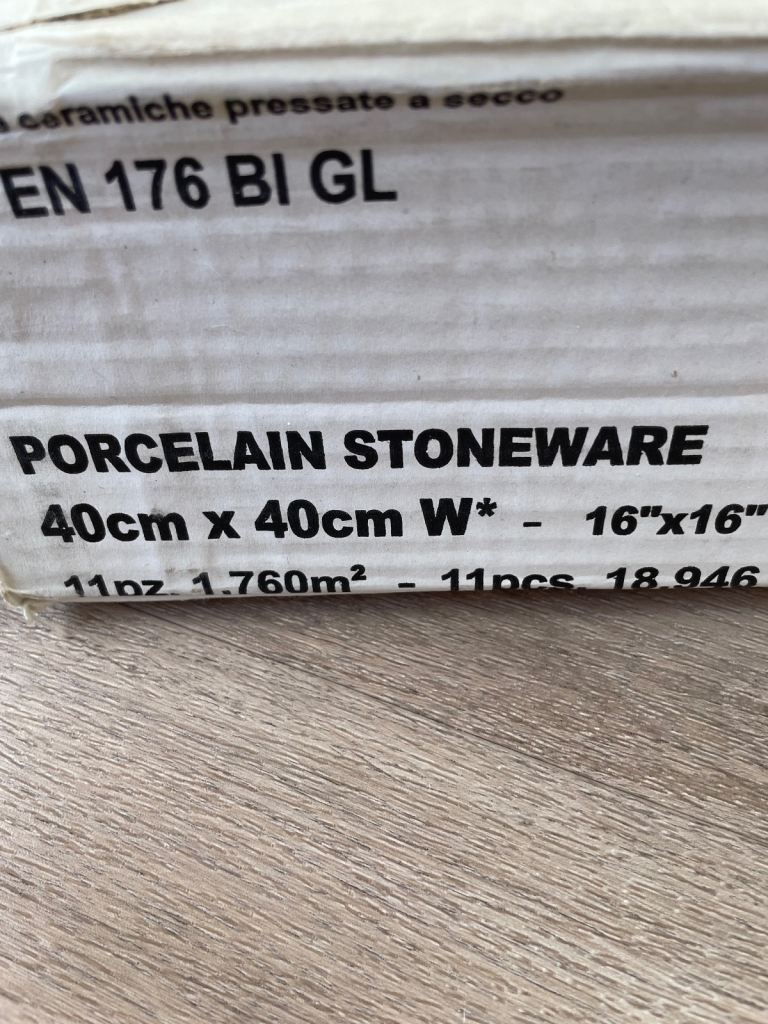 ceramiche pressate a secco
EN 176 BI GL
PORCELAIN STONEWARE
40cm x 40cm W* - 16"x16"
11pz. 1.760m² - 11pcs. 18.946